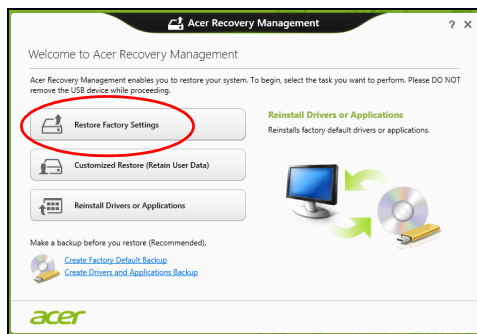 Acer Recovery Management
? X
Welcome to Acer Recovery Management
Acer Recovery Management enables you to restore your system. To begin, select the task you want to perform. Please DO NOT
remove the USB device while proceeding.
Restore Factory Settings
Customized Restore (Retain User Data)
Reinstall Drivers or Applications
Reinstall Drivers or Applications
Reinstalls factory default drivers or applications.
Make a backup before you restore (Recommended).
Create Factory Default Backup
Create Drivers and Applications Backup
acer